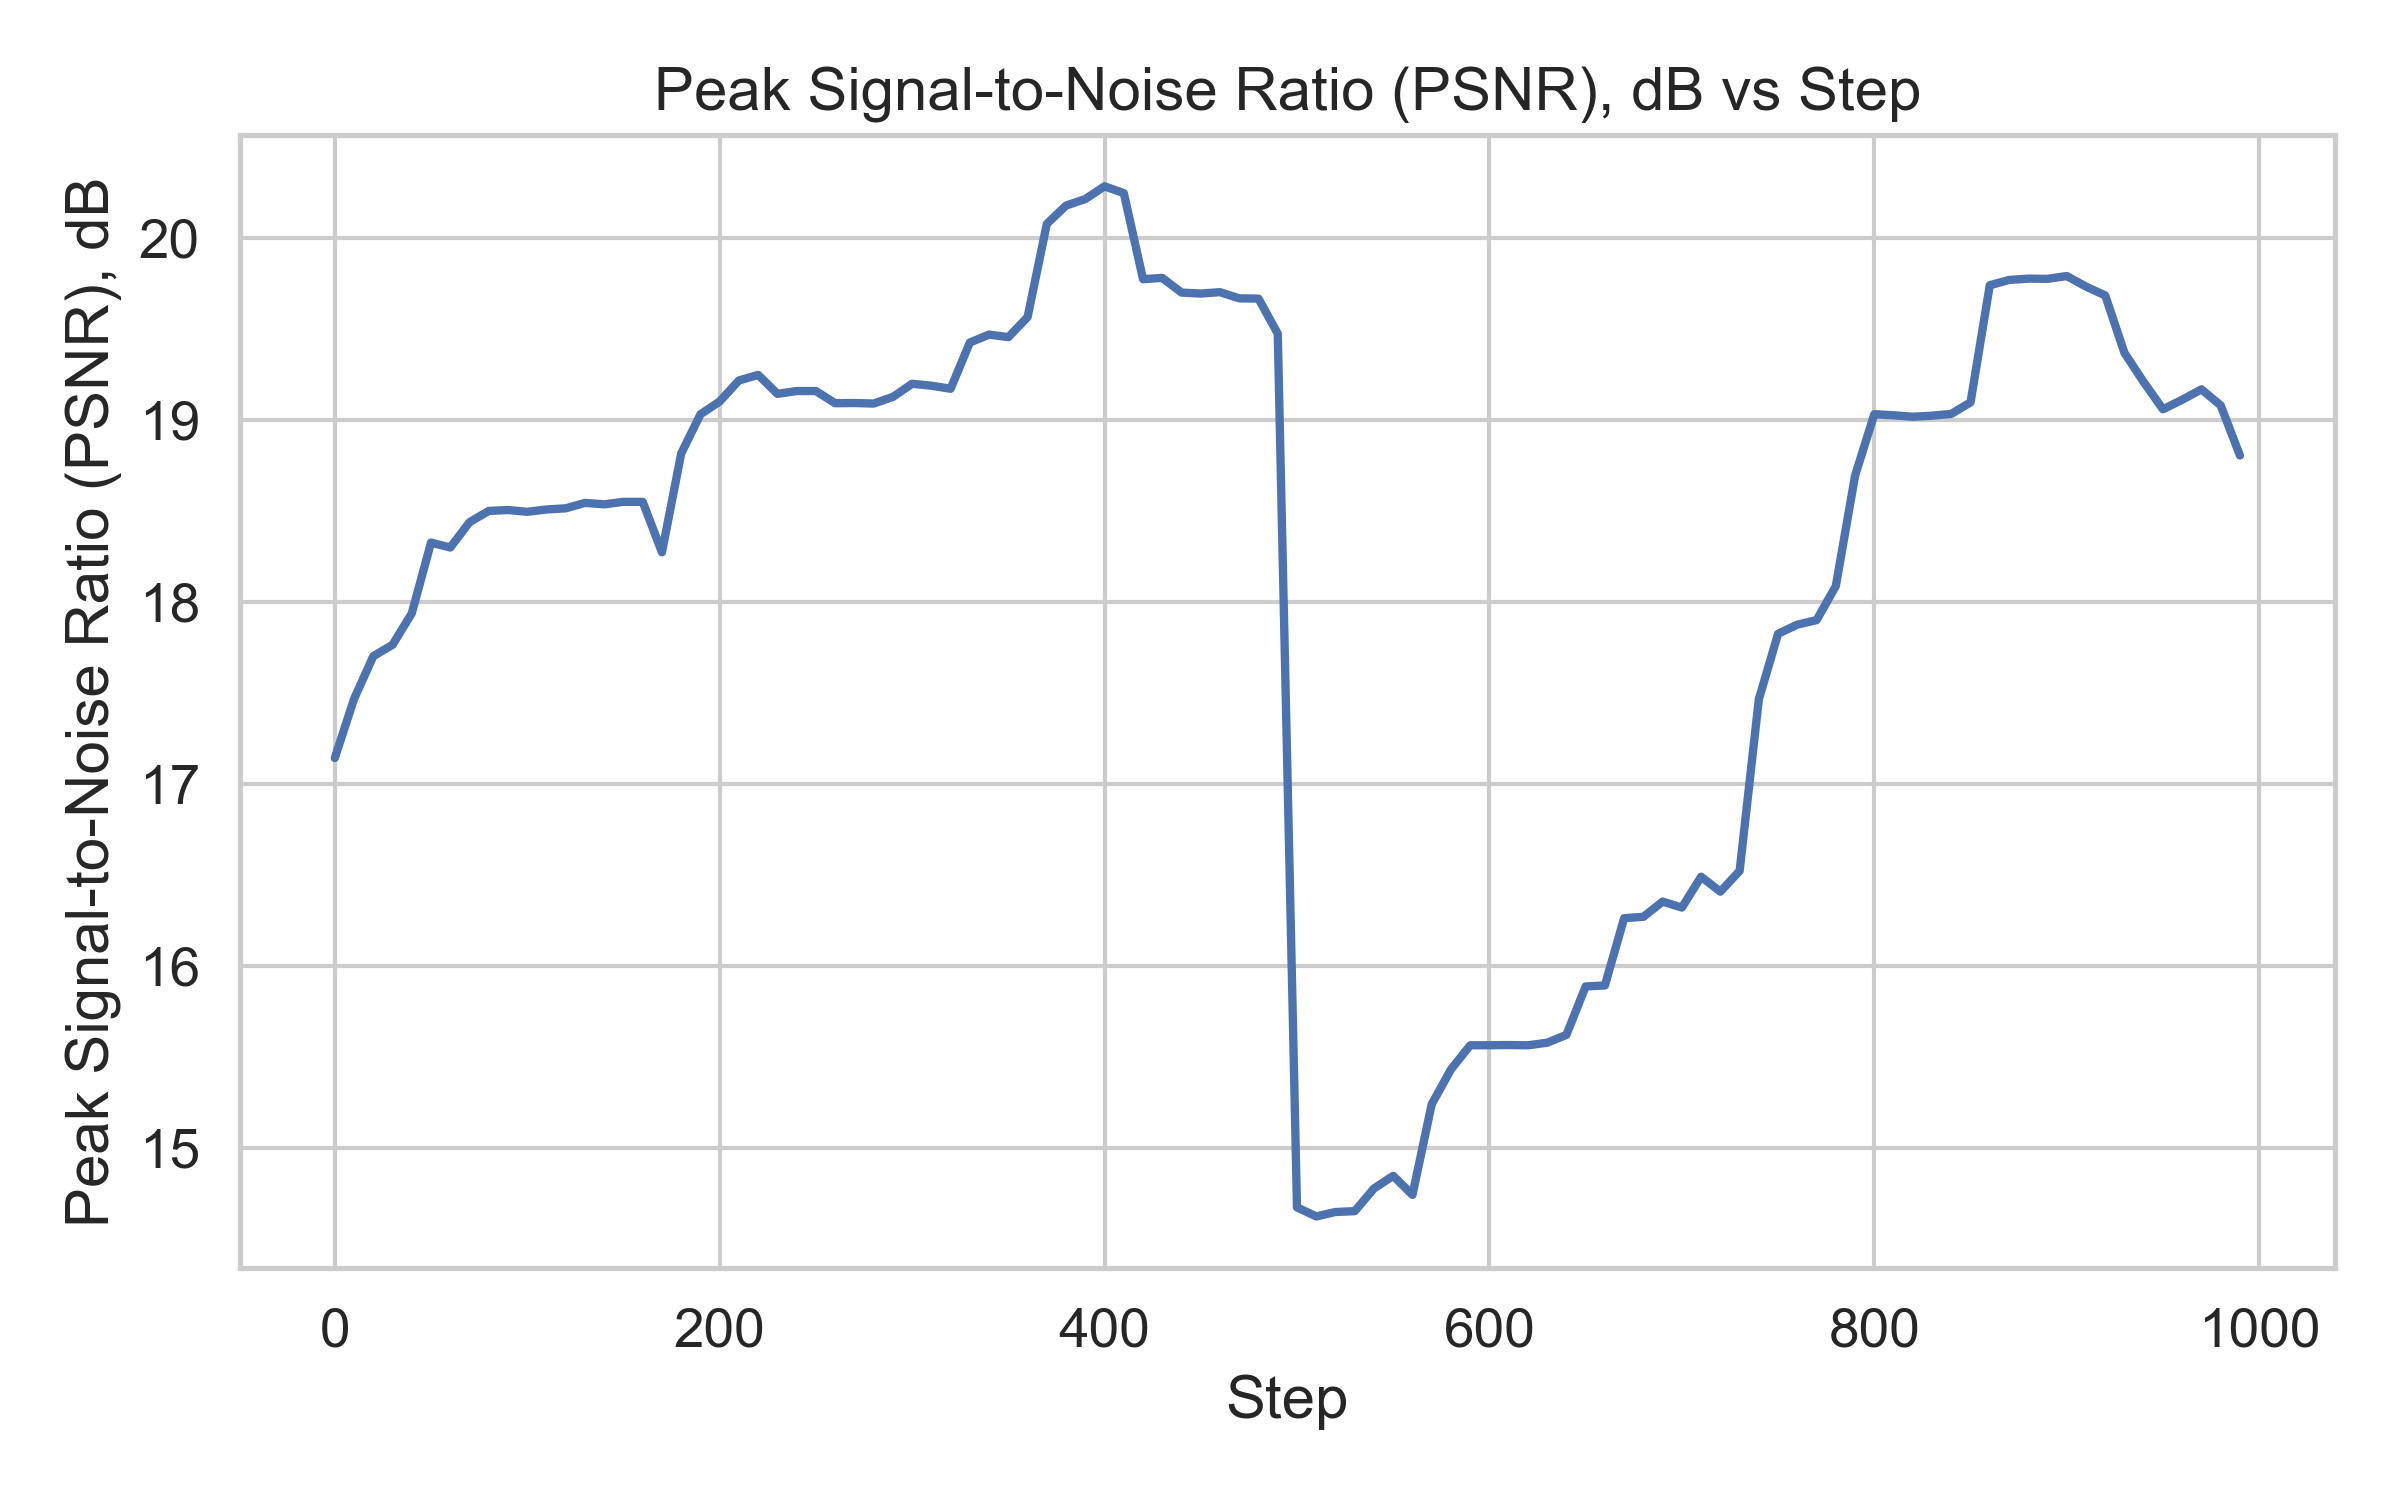 Peak Signal-to-Noise Ratio (PSNR), dB vs Step
Peak Signal-to-Noise Ratio (PSNR), dB
20
19
18
17
16
15
0 200 400 600 800 1000
Step